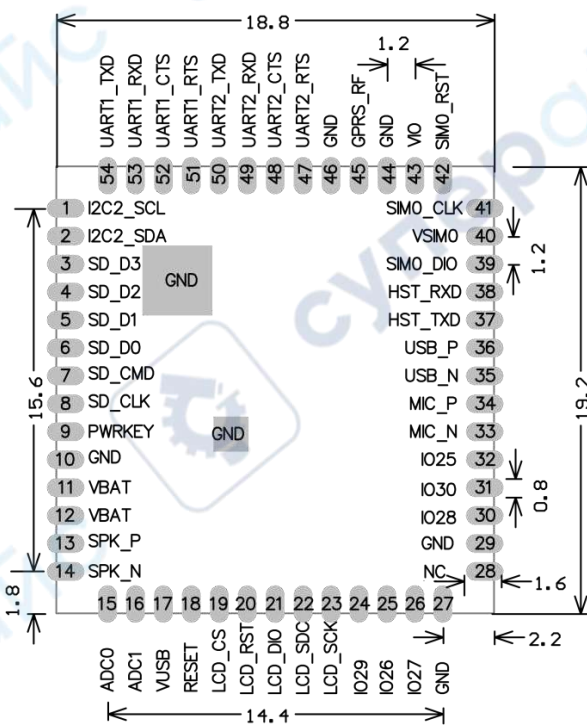 18.8
1.2
UART1_TXD
UART1_RXD
UART1_CTS
UART1_RTS
UART2_TXD
UART2_RXD
UART2_CTS
UART2_RTS
GND
GPRS_RF
GND
VIO
SIM0_RST
54 53 52 51 50 49 48 47 46 45 44 43 42
1 I2C2_SCL
2 I2C2_SDA
3 SD_D3
4 SD_D2
5 SD_D1
6 SD_D0
7 SD_CMD
8 SD_CLK
9 PWRKEY
10 GND
11 VBAT
12 VBAT
13 SPK_P
14 SPK_N
GND
GND
SIM0_CLK 41
VSIM0 40
SIM0_DIO 39
HST_RXD 38
HST_TXD 37
USB_P 36
USB_N 35
MIC_P 34
MIC_N 33
IO25 32
IO30 31
IO28 30
GND 29
NC 28
15.6
1.8
1.2
19.2
0.8
1.6
2.2
15 16 17 18 19 20 21 22 23 24 25 26 27
ADC0
ADC1
VUSB
RESET
LCD_CS
LCD_RST
LCD_DIO
LCD_SDC
LCD_SCK
IO29
IO26
IO27
GND
14.4
супер